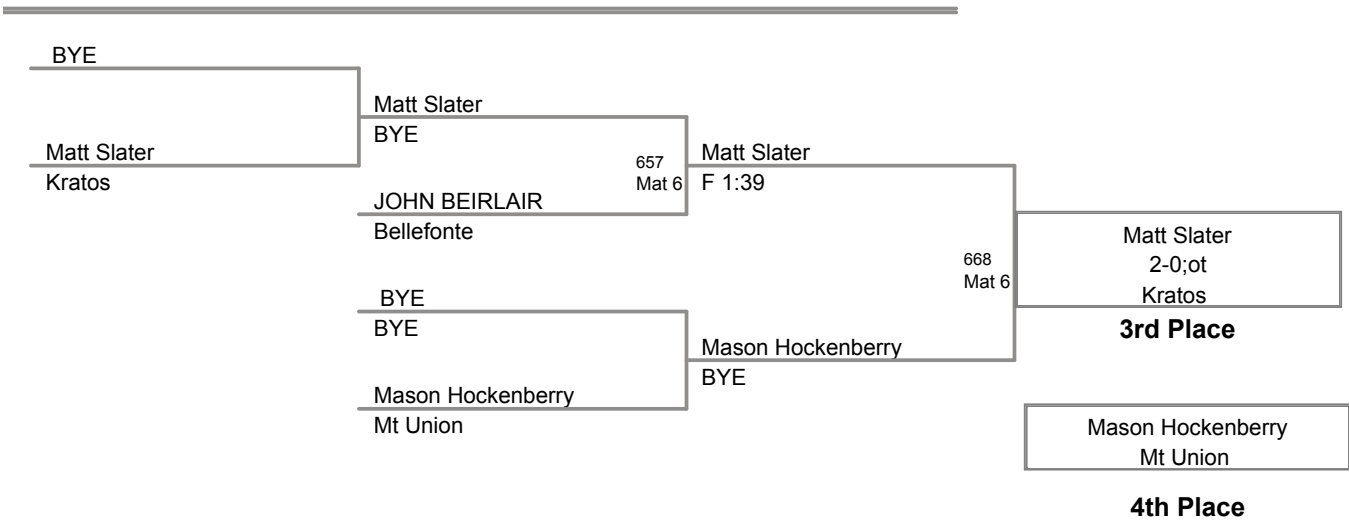 BYE
Matt Slater
BYE
Matt Slater
Kratos
657
Mat 6
Matt Slater
F 1:39
JOHN BEIRLAIR
Bellefonte
668
Mat 6
Matt Slater
2-0;ot
Kratos
3rd Place
BYE
BYE
Mason Hockenberry
BYE
Mason Hockenberry
Mt Union
Mason Hockenberry
Mt Union
4th Place